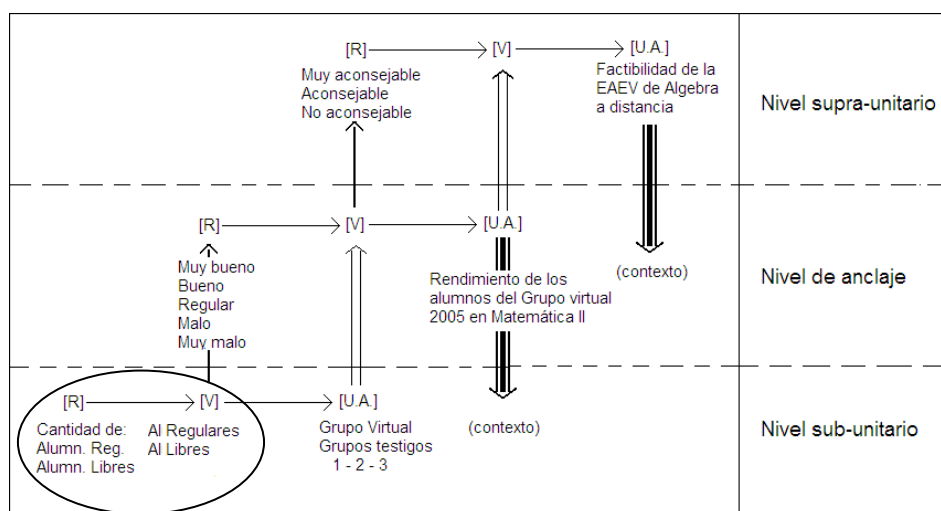 [R] [V] [U.A.]
Muy aconsejable
Aconsejable
No aconsejable
Factibilidad de la
EAEV de Algebra
a distancia
Nivel supra-unitario
[R] [V] [U.A.]
Muy bueno
Bueno
Regular
Malo
Muy malo
Rendimiento de los
alumnos del Grupo virtual
2005 en Matemática II
(contexto)
Nivel de anclaje
[R] [V] [U.A.]
Cantidad de:
Alumn. Reg.
Alumn. Libres
Al Regulares
Al Libres
Grupo Virtual
Grupos testigos
1 - 2 - 3
(contexto)
Nivel sub-unitario